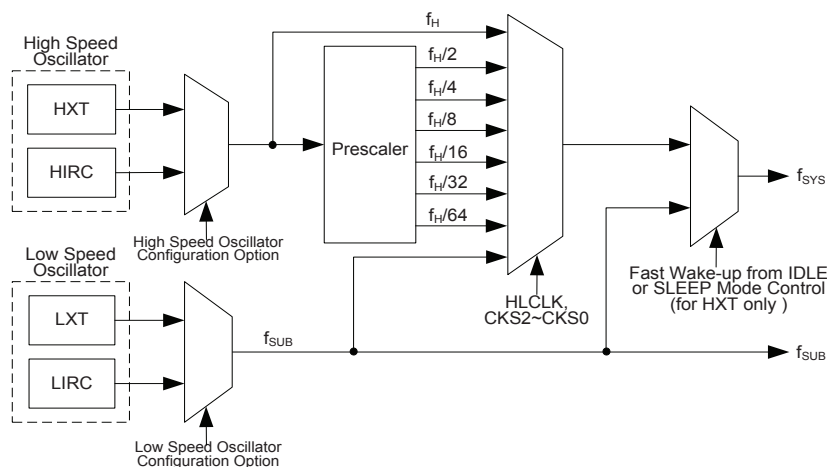 High Speed
Oscillator
HXT
HIRC
High Speed Oscillator
Configuration Option
Low Speed
Oscillator
LXT
LIRC
Low Speed Oscillator
Configuration Option
Prescaler
fH
fH/2
fH/4
fH/8
fH/16
fH/32
fH/64
fSUB
HLCLK,
CKS2~CKS0
Fast Wake-up from IDLE
or SLEEP Mode Control
(for HXT only )
fSYS
fSUB